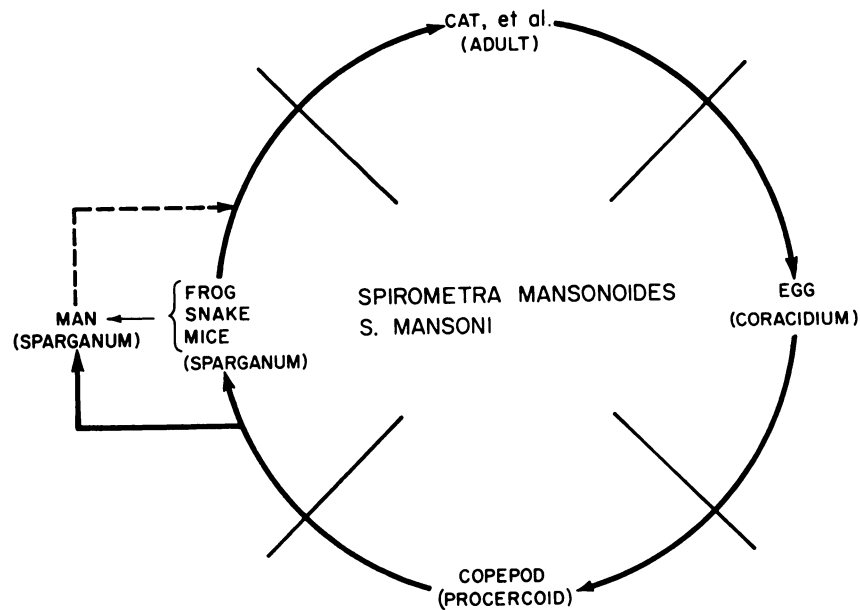 CAT, et al.
(ADULT)
FROG
SNAKE
MICE
(SPARGANUM)
MAN
(SPARGANUM)
SPIROMETRA MANSONOIDES
S. MANSONI
EGG
(CORACIDIUM)
COPEPOD
(PROCERCOID)